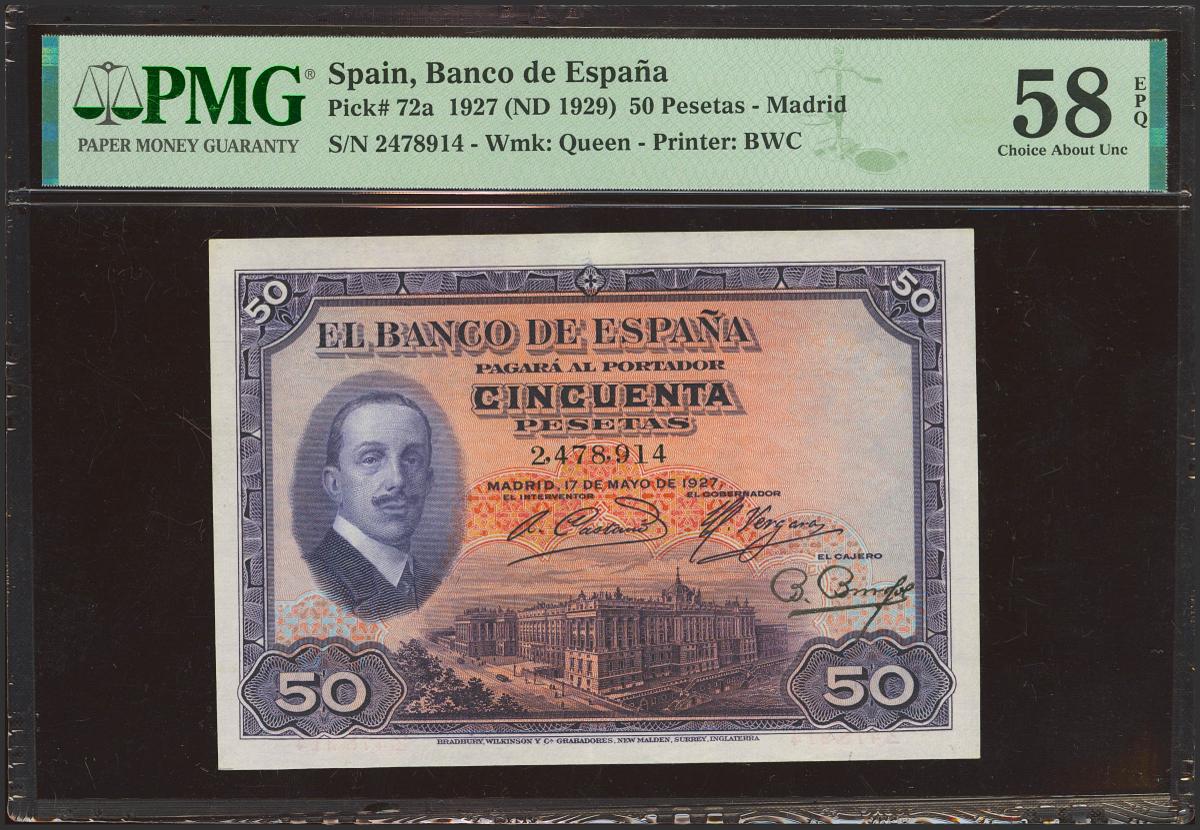 PMG®
PAPER MONEY GUARANTY
Spain, Banco de España
Pick# 72a 1927 (ND 1929) 50 Pesetas - Madrid
S/N 2478914 - Wmk: Queen - Printer: BWC
58
EPQ
Choice About Unc
50
50
EL BANCO DE ESPAÑA
PAGARÁ AL PORTADOR
CINCUENTA
PESETAS
2,478,914
MADRID, 17 DE MAYO DE 1927,
EL INTERVENTOR
EL GOBERNADOR
Vergara
EL CAJERO
50
50
BRADBURY, WILKINSON Y Cª GRABADORES, NEW MALDEN, SURREY, INGLATERRA